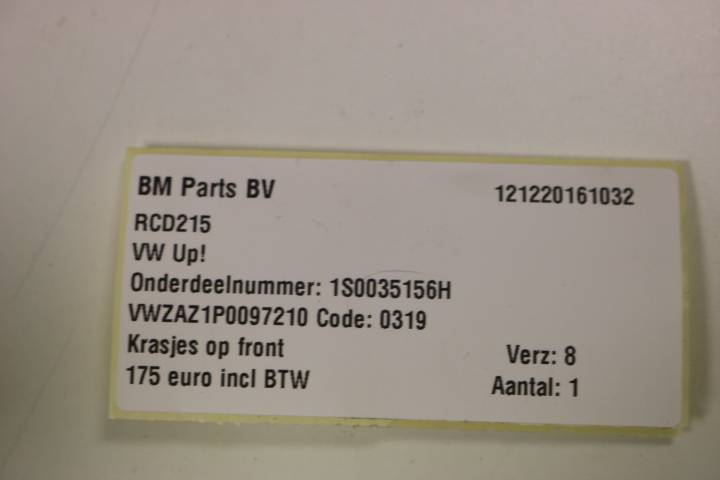 BM Parts BV 121220161032
RCD215
VW Up!
Onderdeelnummer: 1S0035156H
VWZAZ1P0097210 Code: 0319
Krasjes op front Verz: 8
175 euro incl BTW Aantal: 1